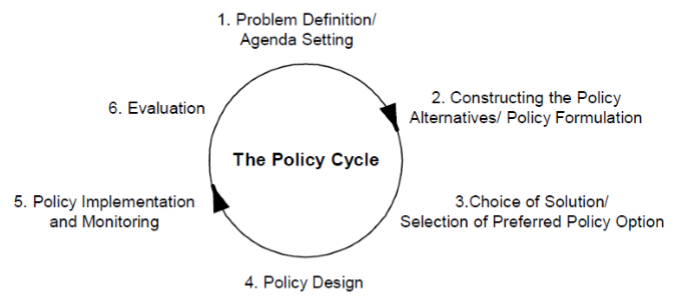 1. Problem Definition/
Agenda Setting
2. Constructing the Policy
Alternatives/ Policy Formulation
6. Evaluation
The Policy Cycle
5. Policy Implementation
and Monitoring
3.Choice of Solution/
Selection of Preferred Policy Option
4. Policy Design